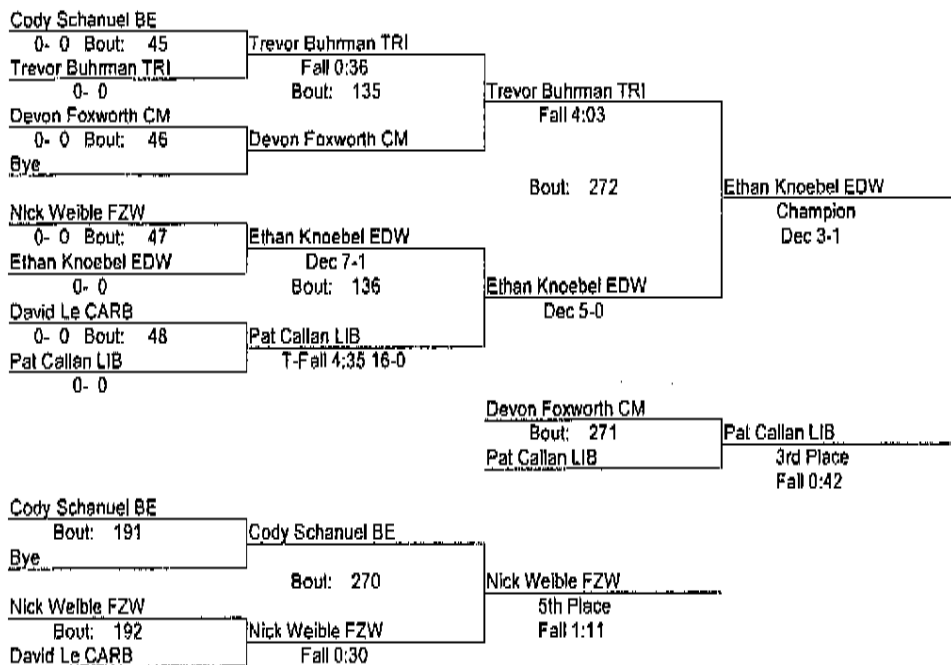 Cody Schanuel BE
0- 0 Bout: 45
Trevor Buhrman TRI
0- 0
Trevor Buhrman TRI
Fall 0:36
Bout: 135
Devon Foxworth CM
0- 0 Bout: 46
Bye
Devon Foxworth CM
Trevor Buhrman TRI
Fall 4:03
Bout: 272
Nick Weible FZW
0- 0 Bout: 47
Ethan Knoebel EDW
0- 0
Ethan Knoebel EDW
Dec 7-1
Bout: 136
David Le CARB
0- 0 Bout: 48
Pat Callan LIB
0- 0
Pat Callan LIB
T-Fall 4:35 16-0
Ethan Knoebel EDW
Dec 5-0
Ethan Knoebel EDW
Champion
Dec 3-1
Devon Foxworth CM
Bout: 271
Pat Callan LIB
Pat Callan LIB
3rd Place
Fall 0:42
Cody Schanuel BE
Bout: 191
Bye
Cody Schanuel BE
Bout: 270
Nick Weible FZW
Bout: 192
David Le CARB
Nick Weible FZW
Fall 0:30
Nick Weible FZW
5th Place
Fall 1:11